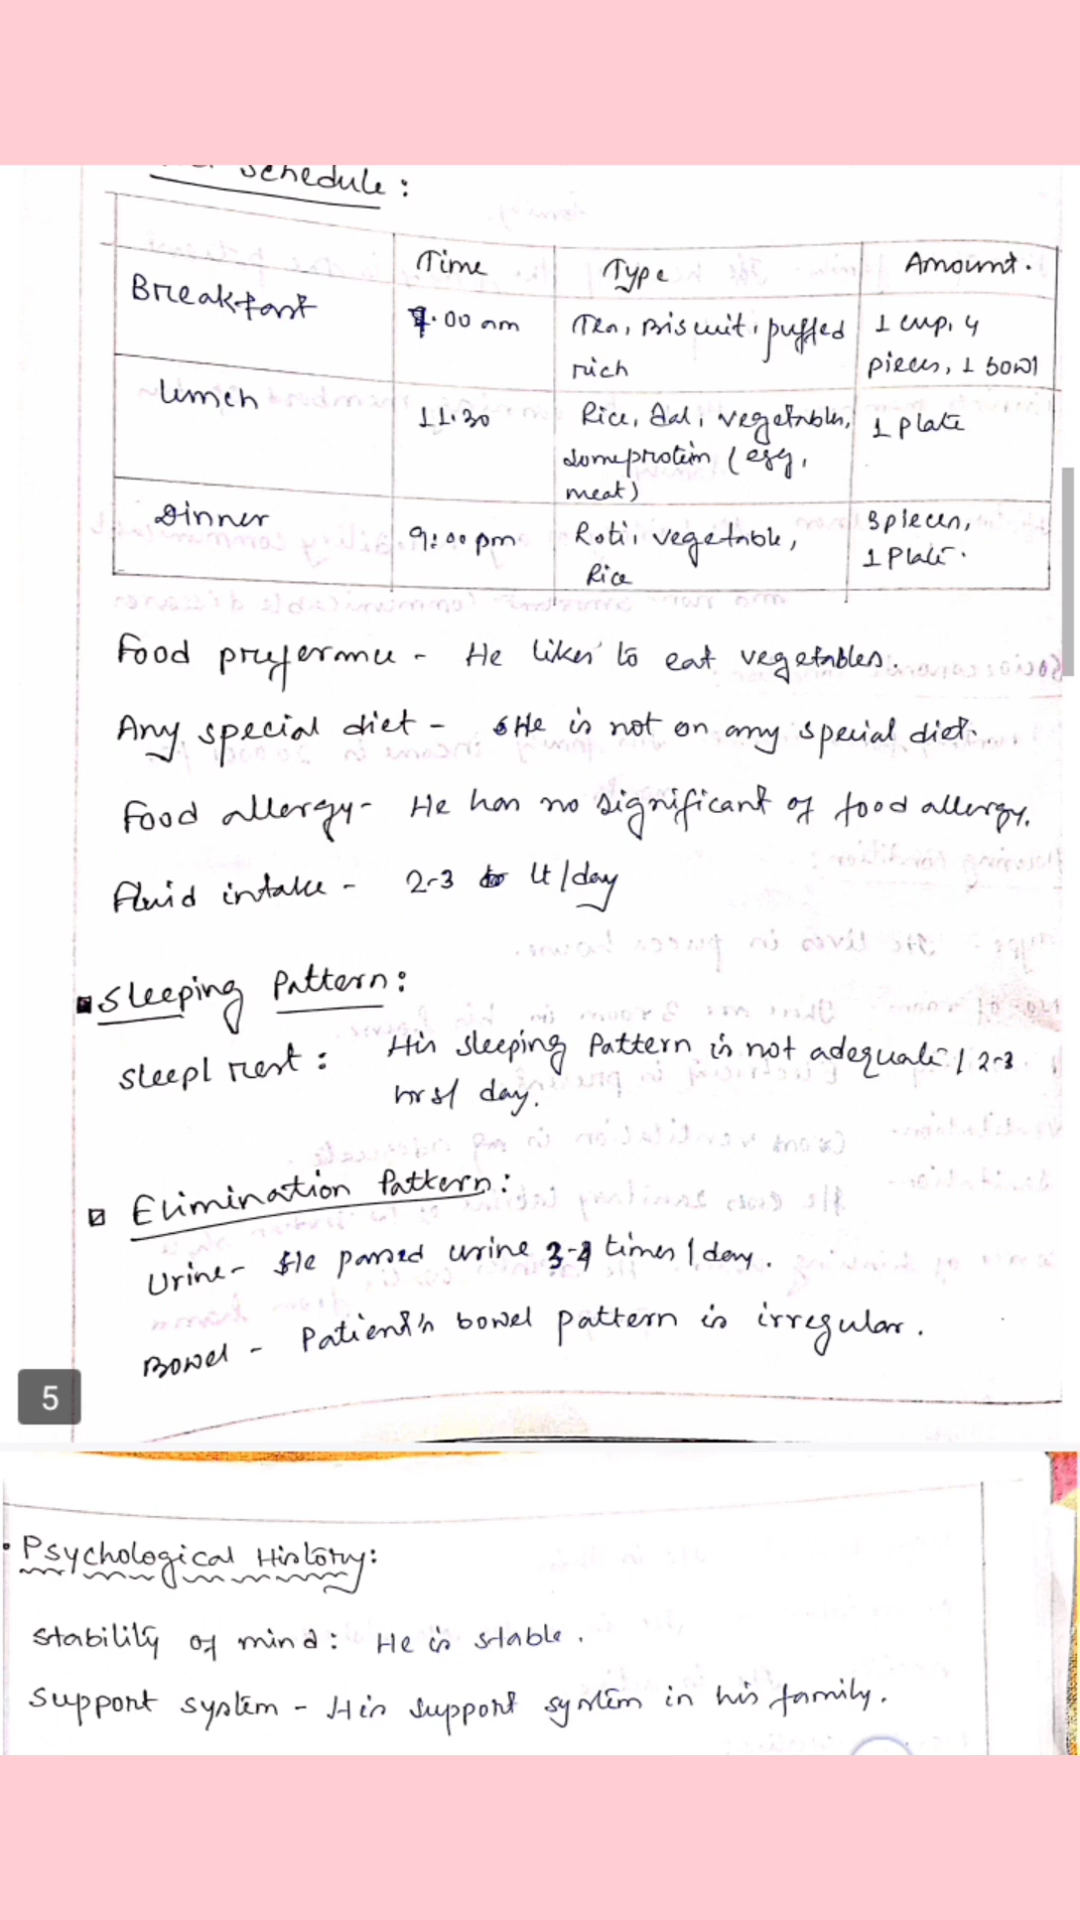 schedule :
Time Type Amount.
Breakfast 7.00 am Tea, Biscuit, puffed 1 cup, 4
rich pieces, 1 bowl
Lunch 11.30 Rice, dal, vegetables, 1 plate
some protein (egg,
meat)
Dinner 9:00 pm Roti, vegetable, 3 pieces,
Rice 1 Plate.
Food preference - He likes to eat vegetables.
Any special diet - He is not on any special diet.
Food allergy - He has no significant of food allergy.
Fluid intake - 2-3 lt/day
Sleeping Pattern :
Sleep/rest : His sleeping Pattern is not adequate / 2-3
hrs/ day.
Elimination Pattern :
Urine - He passed urine 3-4 times / day.
Bowel - Patient's bowel pattern is irregular.
5
Psychological History :
Stability of mind : He is stable .
Support system - His support system is his family.